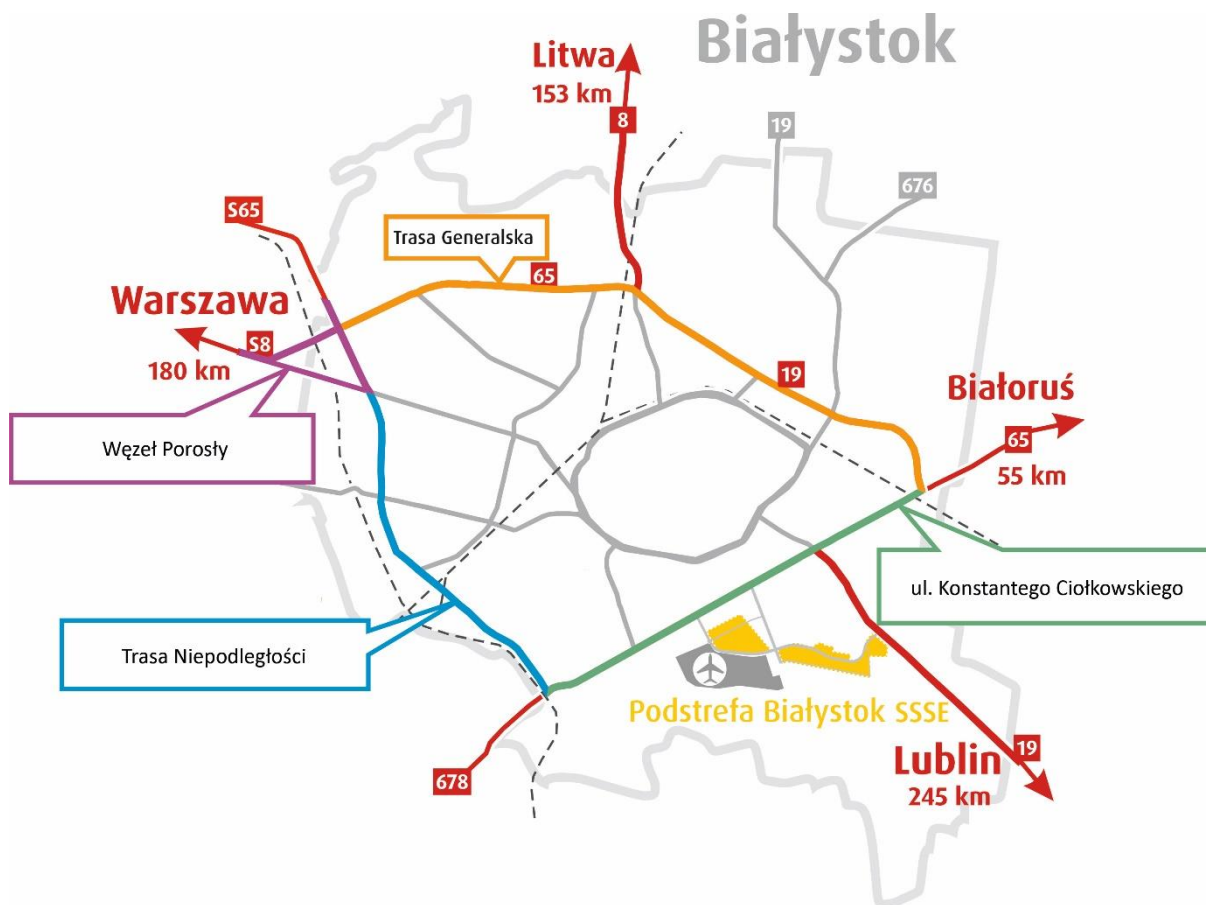 Białystok
Litwa
153 km
8
19
676
S65
Trasa Generalska
65
Warszawa
S8
180 km
19
Białoruś
65
55 km
Węzeł Porosły
ul. Konstantego Ciołkowskiego
Trasa Niepodległości
Podstrefa Białystok SSSE
678
Lublin
19
245 km